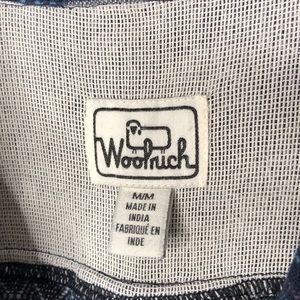 Woolrich
M/M
MADE IN
INDIA
FABRIQUÉ EN
INDE